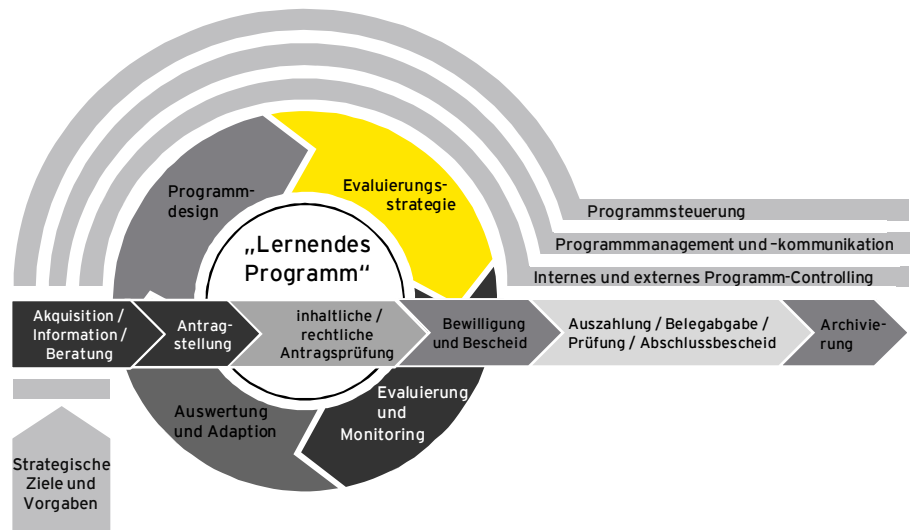 Programm-
design
Evaluierungs-
strategie
„Lernendes
Programm“
Programmsteuerung
Programmmanagement und –kommunikation
Internes und externes Programm-Controlling
Akquisition /
Information /
Beratung
Antrag-
stellung
inhaltliche /
rechtliche
Antragsprüfung
Bewilligung
und Bescheid
Auszahlung / Belegabgabe /
Prüfung / Abschlussbescheid
Archivie-
rung
Auswertung
und Adaption
Evaluierung
und
Monitoring
Strategische
Ziele und
Vorgaben